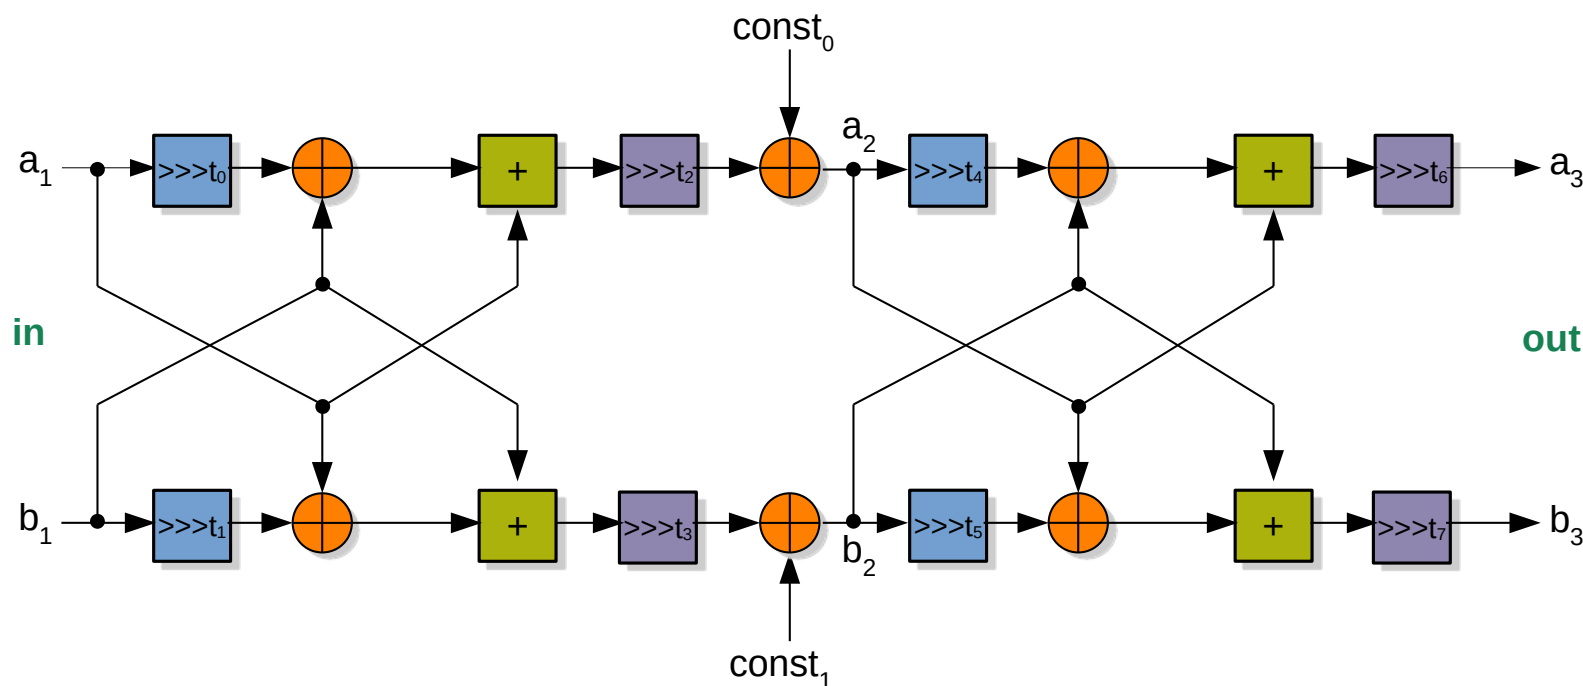 const₀
a₁
>>>t₀
+
>>>t₂
a₂
>>>t₄
+
>>>t₆
a₃
in
out
b₁
>>>t₁
+
>>>t₃
b₂
>>>t₅
+
>>>t₇
b₃
const₁